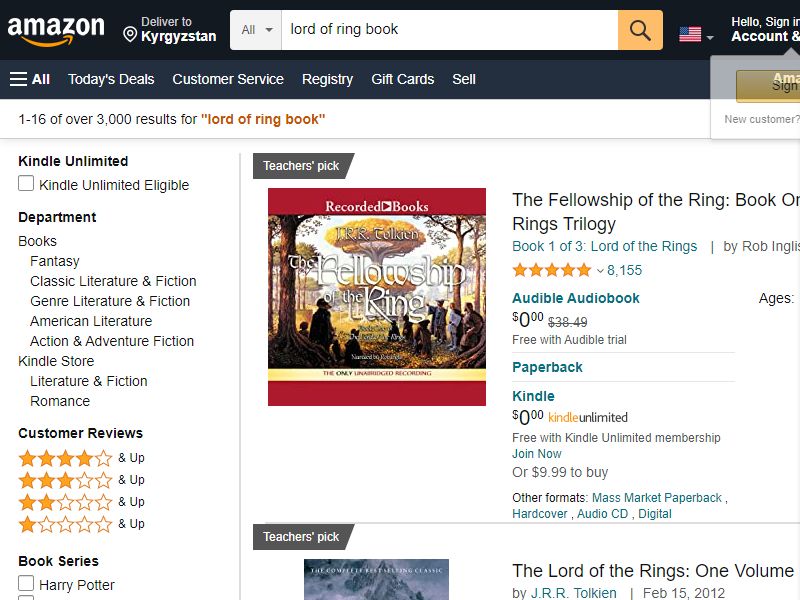 amazon
Deliver to
Kyrgyzstan
All
lord of ring book
Hello, Sign in
Account &
All
Today's Deals
Customer Service
Registry
Gift Cards
Sell
Sign
New customer?
1-16 of over 3,000 results for "lord of ring book"
Kindle Unlimited
Kindle Unlimited Eligible
Department
Books
Fantasy
Classic Literature & Fiction
Genre Literature & Fiction
American Literature
Action & Adventure Fiction
Kindle Store
Literature & Fiction
Romance
Customer Reviews
& Up
& Up
& Up
& Up
Book Series
Harry Potter
Teachers' pick
Recorded Books
J.R.R. Tolkien
The Fellowship
of the Ring
THE ONLY UNABRIDGED RECORDING
The Fellowship of the Ring: Book On
Rings Trilogy
Book 1 of 3: Lord of the Rings | by Rob Inglis
8,155
Audible Audiobook
Ages:
$0.00 $38.49
Free with Audible trial
Paperback
Kindle
$0.00 kindleunlimited
Free with Kindle Unlimited membership
Join Now
Or $9.99 to buy
Other formats: Mass Market Paperback ,
Hardcover , Audio CD , Digital
Teachers' pick
THE COMPLETE BEST SELLING CLASSIC
The Lord of the Rings: One Volume
by J.R.R. Tolkien | Feb 15, 2012